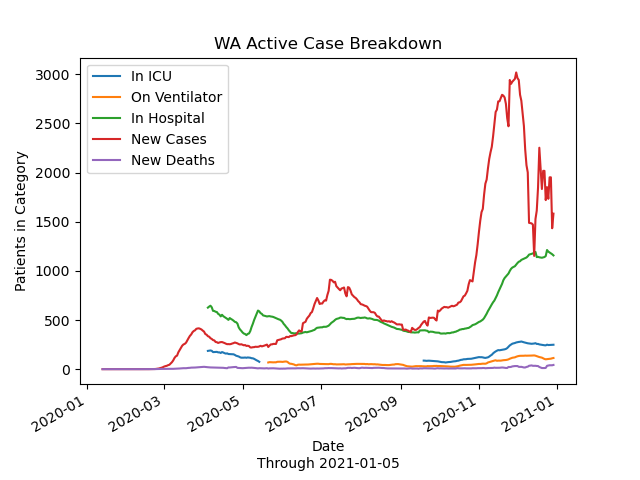 WA Active Case Breakdown
In ICU
On Ventilator
In Hospital
New Cases
New Deaths
Patients in Category
3000
2500
2000
1500
1000
500
0
2020-01
2020-03
2020-05
2020-07
2020-09
2020-11
2021-01
Date
Through 2021-01-05